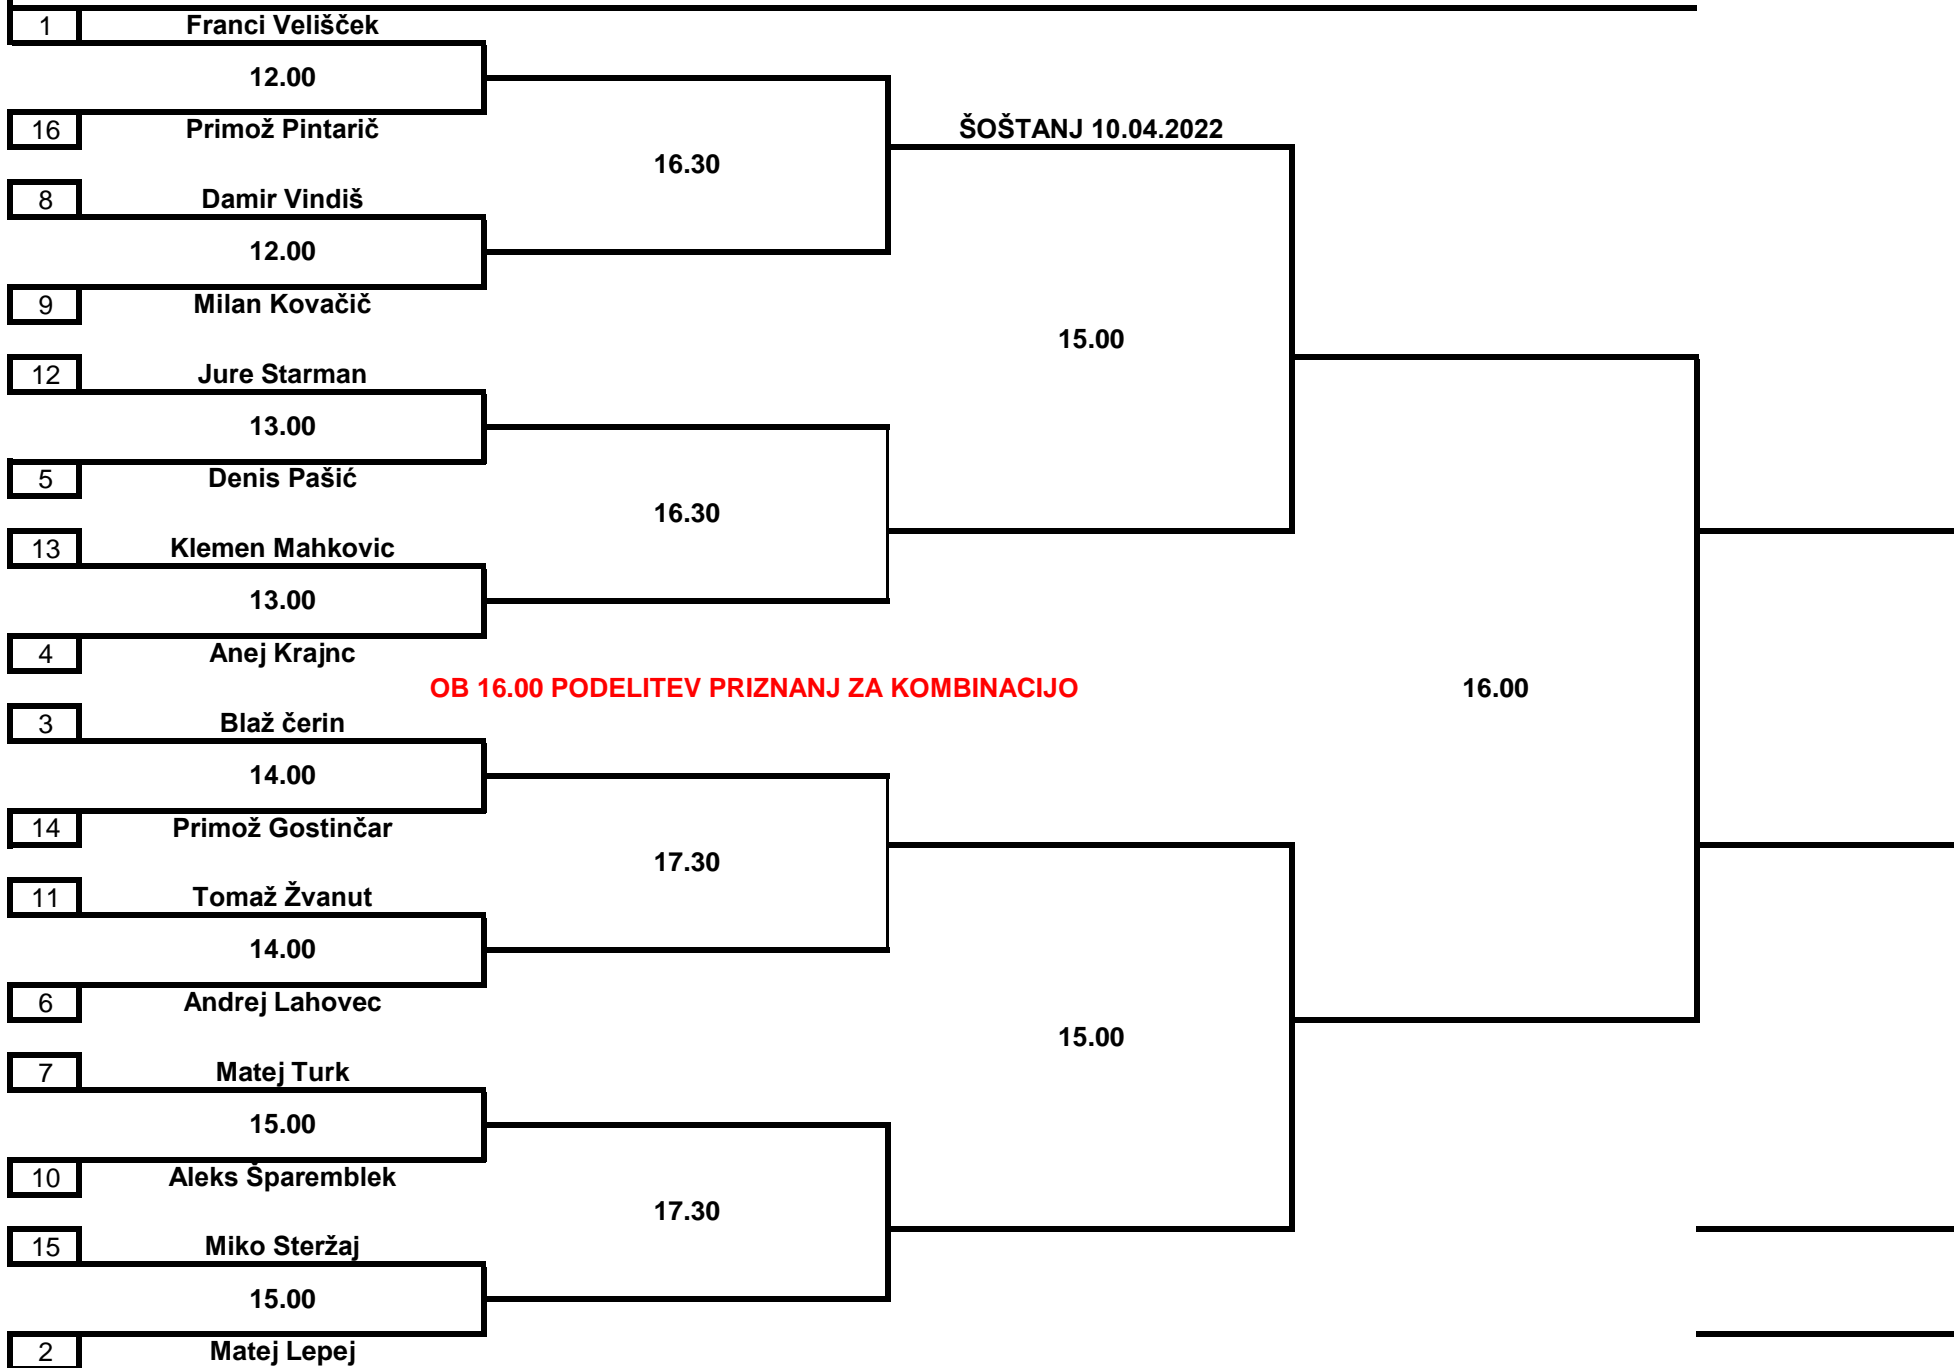 1 Franci Velišček
12.00
16 Primož Pintarič
ŠOŠTANJ 10.04.2022
16.30
8 Damir Vindiš
12.00
9 Milan Kovačič
15.00
12 Jure Starman
13.00
5 Denis Pašić
16.30
13 Klemen Mahkovic
13.00
4 Anej Krajnc
OB 16.00 PODELITEV PRIZNANJ ZA KOMBINACIJO
16.00
3 Blaž čerin
14.00
14 Primož Gostinčar
17.30
11 Tomaž Žvanut
14.00
6 Andrej Lahovec
15.00
7 Matej Turk
15.00
10 Aleks Šparemblek
17.30
15 Miko Steržaj
15.00
2 Matej Lepej